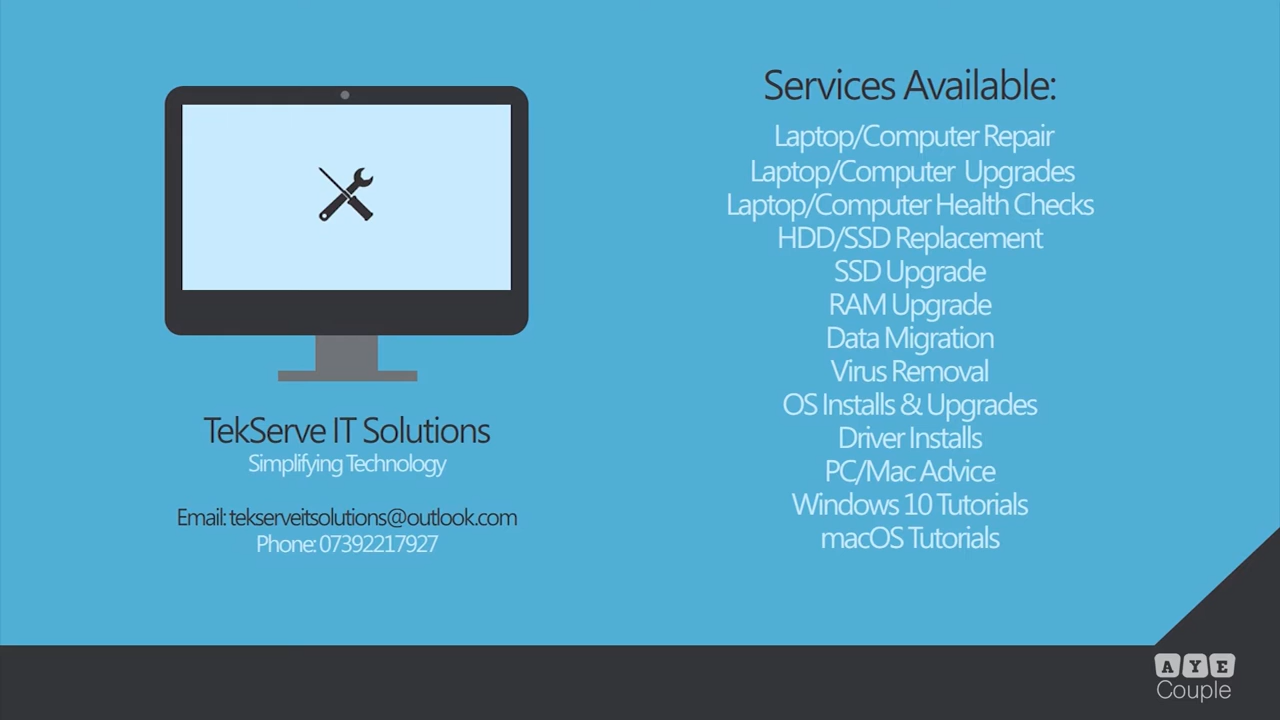 TekServe IT Solutions
Simplifying Technology
Email: tekserveitsolutions@outlook.com
Phone: 07392217927
Services Available:
Laptop/Computer Repair
Laptop/Computer Upgrades
Laptop/Computer Health Checks
HDD/SSD Replacement
SSD Upgrade
RAM Upgrade
Data Migration
Virus Removal
OS Installs & Upgrades
Driver Installs
PC/Mac Advice
Windows 10 Tutorials
macOS Tutorials
AYE
Couple